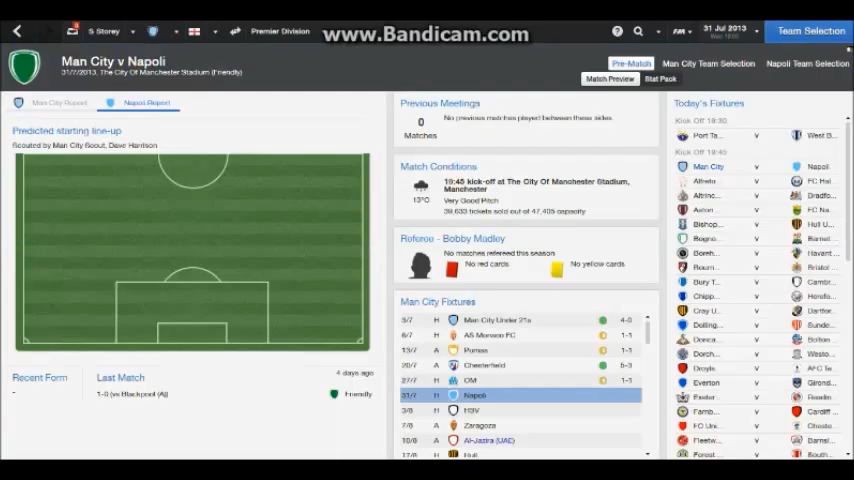 www.Bandicam.com
S Storey
Premier Division
FM
31 Jul 2013
Team Selection
Man City v Napoli
31/7/2013, The City Of Manchester Stadium (Friendly)
Pre-Match
Man City Team Selection
Napoli Team Selection
Match Preview
Stat Pack
Man City Report
Napoli Report
Predicted starting line-up
Scouted by Man City Scout, Dave Harrison
Previous Meetings
0
Matches
No previous matches played between these sides
Match Conditions
13°C
19:45 kick-off at The City Of Manchester Stadium, Manchester
Very Good Pitch
39,633 tickets sold out of 47,405 capacity
Referee - Bobby Madley
No matches refereed this season
No red cards
No yellow cards
Man City Fixtures
H Man City Under 21s 4-0
6/7 H AS Monaco FC 1-1
13/7 A Pumas 1-1
20/7 A Chesterfield 5-3
27/7 H OM 1-1
31/7 H Napoli
3/8 H HSV
7/8 A Zaragoza
10/8 A Al-Jazira (UAE)
17/8 H Hull
Recent Form
-
Last Match
1-0 (vs Blackpool (A))
4 days ago
Friendly
Today's Fixtures
Kick Off 19:30
Port Ta... v West B...
Kick Off 19:45
Man City v Napoli
Alfreto... v FC Hal...
Altrinc... v Bradfo...
Aston... v FC Na...
Bishop... v Hull U...
Bogno... v Barnet...
Boreh... v Havant...
Bourn... v Bristol...
Bury T... v Cambr...
Chipp... v Herefo...
Cray U... v Dartfor...
Dolling... v Sunde...
Donca... v Bolton...
Dorch... v Westo...
Droyls... v AFC Te...
Everton v Girond...
Exeter... v Readin...
Famb... v Cardiff...
FC Uni... v Cheste...
Fleetw... v Barnsl...
Forest... v South...